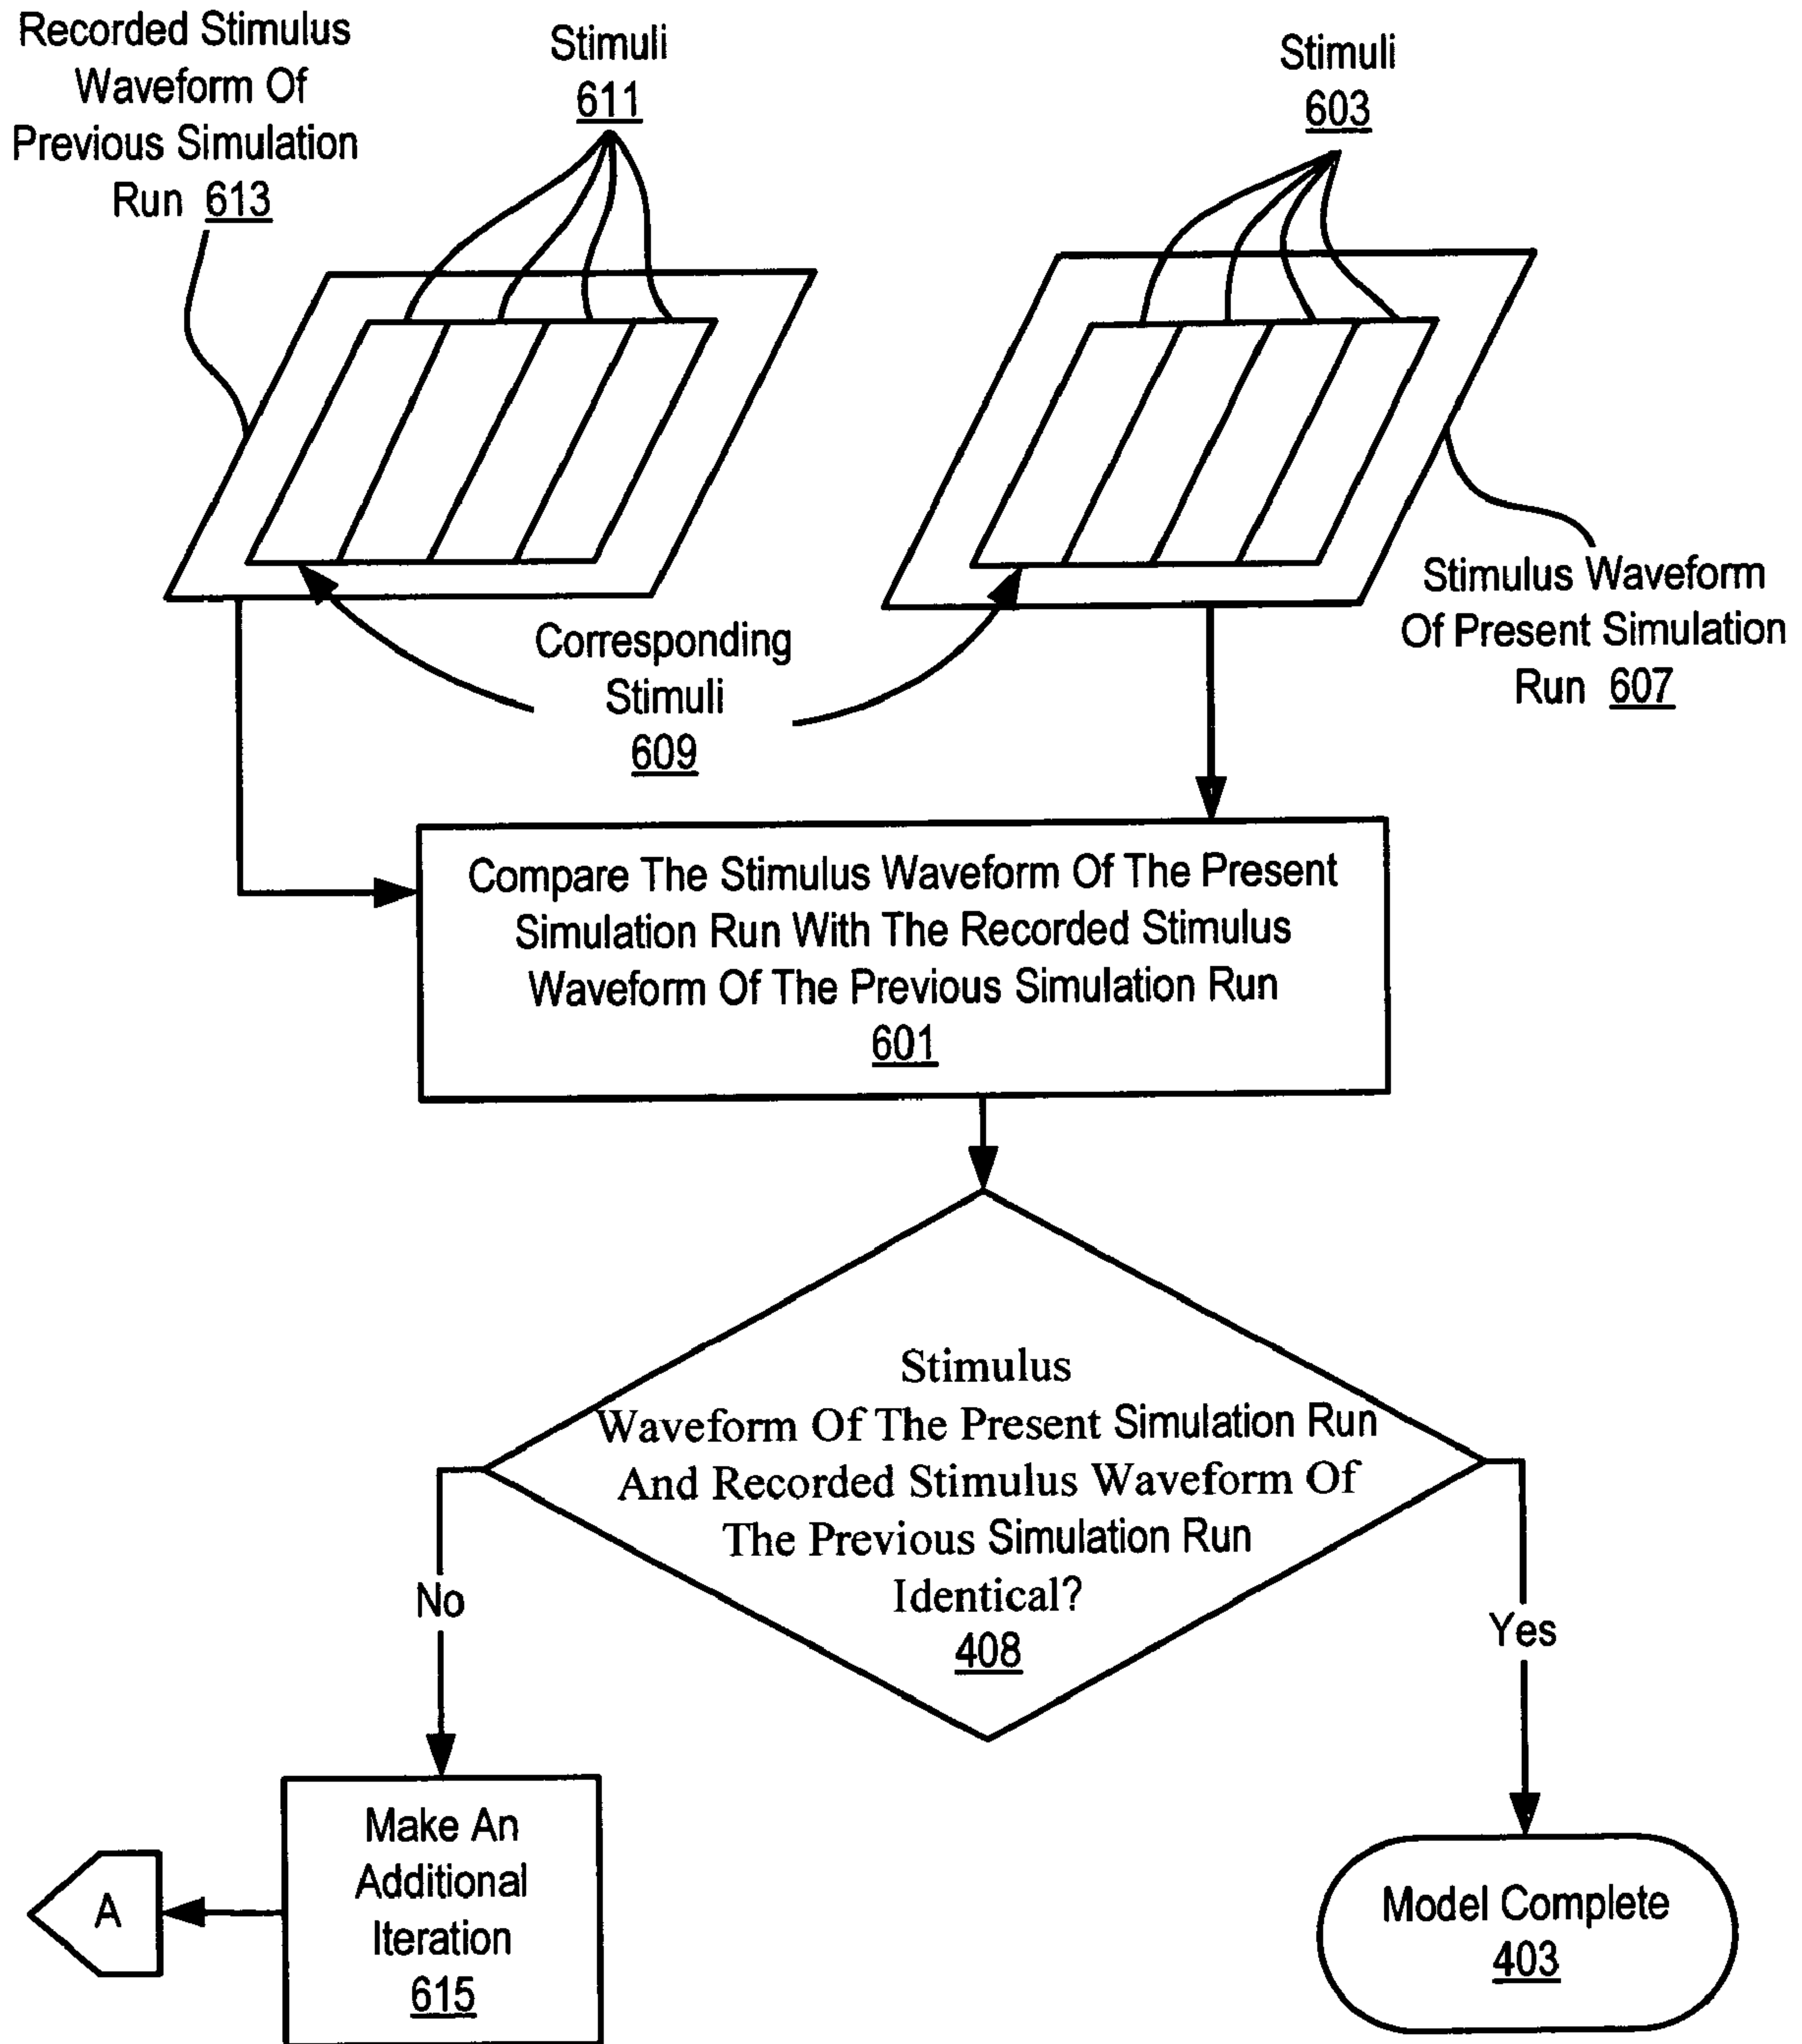 Recorded Stimulus
Waveform Of
Previous Simulation
Run 613
Stimuli
611
Stimuli
603
Corresponding
Stimuli
609
Stimulus Waveform
Of Present Simulation
Run 607
Compare The Stimulus Waveform Of The Present
Simulation Run With The Recorded Stimulus
Waveform Of The Previous Simulation Run
601
Stimulus
Waveform Of The Present Simulation Run
And Recorded Stimulus Waveform Of
The Previous Simulation Run
Identical?
408
No
Yes
Make An
Additional
Iteration
615
A
Model Complete
403